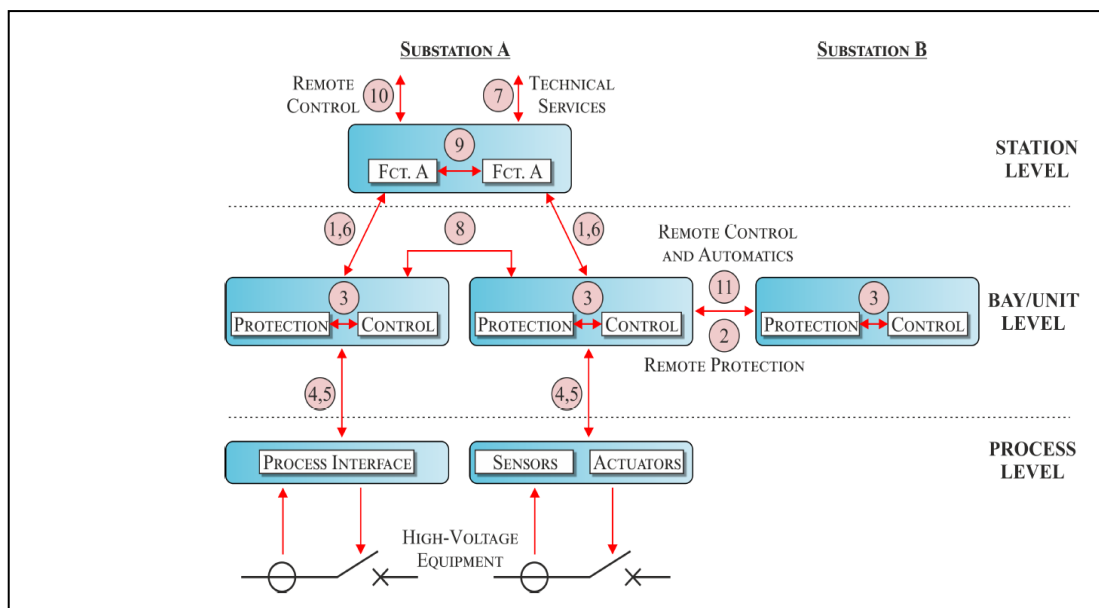 SUBSTATION A
SUBSTATION B
REMOTE
CONTROL
10
7
TECHNICAL
SERVICES
9
FCT. A
FCT. A
STATION
LEVEL
1,6
8
1,6
REMOTE CONTROL
AND AUTOMATICS
11
3
PROTECTION
CONTROL
3
PROTECTION
CONTROL
3
PROTECTION
CONTROL
BAY/UNIT
LEVEL
2
REMOTE PROTECTION
4,5
4,5
PROCESS INTERFACE
SENSORS
ACTUATORS
PROCESS
LEVEL
HIGH-VOLTAGE
EQUIPMENT